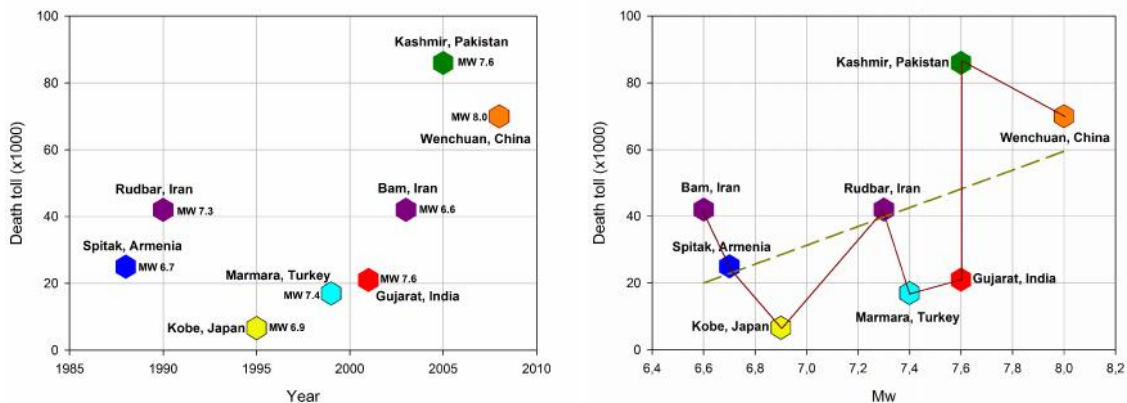 100
80
60
40
20
0
Death toll (x1000)
Kashmir, Pakistan
MW 7.6
MW 8.0
Wenchuan, China
Rudbar, Iran
MW 7.3
Bam, Iran
MW 6.6
Spitak, Armenia
MW 6.7
Marmara, Turkey
MW 7.4
MW 7.6
Gujarat, India
Kobe, Japan
MW 6.9
1985
1990
1995
2000
2005
2010
Year
100
80
60
40
20
0
Death toll (x1000)
Kashmir, Pakistan
Wenchuan, China
Bam, Iran
Rudbar, Iran
Spitak, Armenia
Gujarat, India
Marmara, Turkey
Kobe, Japan
6,4
6,6
6,8
7,0
7,2
7,4
7,6
7,8
8,0
8,2
Mw